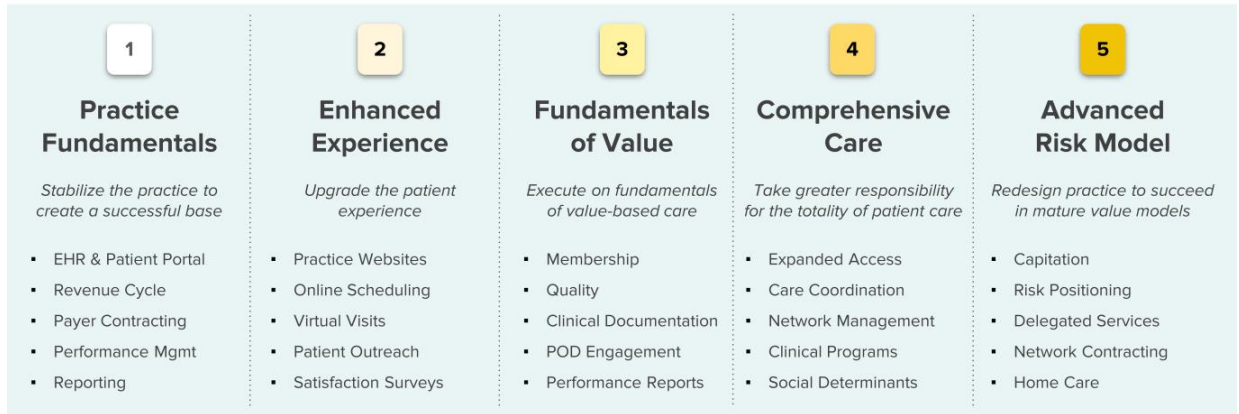 1
Practice
Fundamentals
Stabilize the practice to
create a successful base
▪ EHR & Patient Portal
▪ Revenue Cycle
▪ Payer Contracting
▪ Performance Mgmt
▪ Reporting
2
Enhanced
Experience
Upgrade the patient
experience
▪ Practice Websites
▪ Online Scheduling
▪ Virtual Visits
▪ Patient Outreach
▪ Satisfaction Surveys
3
Fundamentals
of Value
Execute on fundamentals
of value-based care
▪ Membership
▪ Quality
▪ Clinical Documentation
▪ POD Engagement
▪ Performance Reports
4
Comprehensive
Care
Take greater responsibility
for the totality of patient care
▪ Expanded Access
▪ Care Coordination
▪ Network Management
▪ Clinical Programs
▪ Social Determinants
5
Advanced
Risk Model
Redesign practice to succeed
in mature value models
▪ Capitation
▪ Risk Positioning
▪ Delegated Services
▪ Network Contracting
▪ Home Care